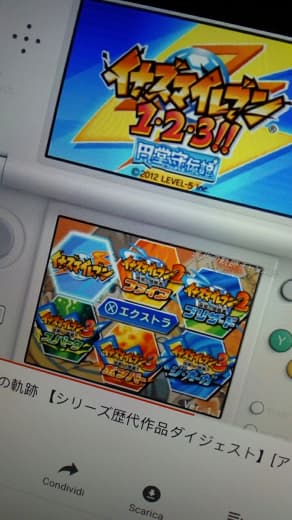 イナズマイレブン
1・2・3!!
円堂守伝説
©2012 LEVEL-5 Inc.
イナズマイレブン
イナズマイレブン2
ファイア
イナズマイレブン2
ブリザード
Ⓧエクストラ
イナズマイレブン3
スパーク
イナズマイレブン3
ボンバー
イナズマイレブン3
ジ・オーガ
Ver. 1.1
の軌跡 【シリーズ歴代作品ダイジェスト】【ア
Condividi
Scarica